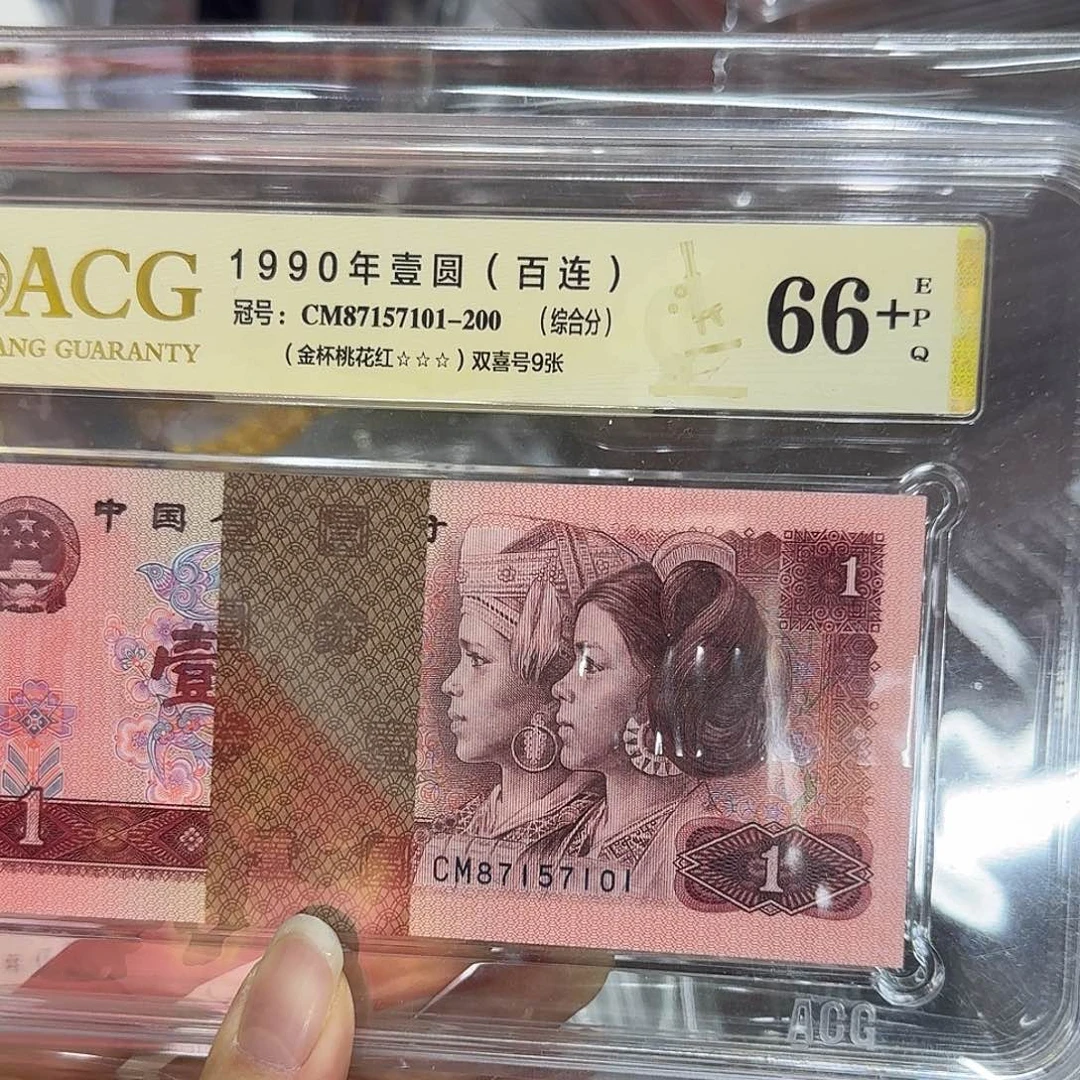 ACG
ANG GUARANTY
1990年壹圆（百连）
冠号：CM87157101-200 （综合分）
（金杯桃花红☆☆☆）双喜号9张
66+
EPQ
中国
壹
1
1
CM87157101
1
ACG